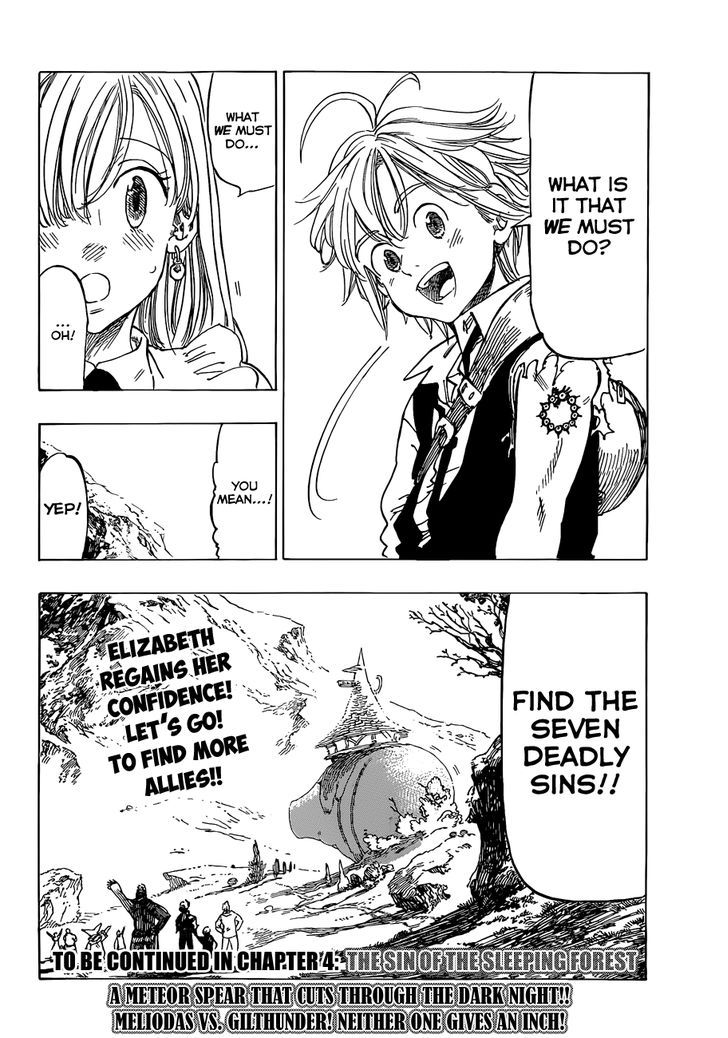 WHAT IS
IT THAT
WE MUST
DO?
WHAT
WE MUST
DO...
...
OH!
YOU
MEAN...!
YEP!
FIND THE
SEVEN
DEADLY
SINS!!
ELIZABETH
REGAINS HER
CONFIDENCE!
LET'S GO!
TO FIND MORE
ALLIES!!
TO BE CONTINUED IN CHAPTER 4: THE SIN OF THE SLEEPING FOREST
A METEOR SPEAR THAT CUTS THROUGH THE DARK NIGHT!!
MELIODAS VS. GILTHUNDER! NEITHER ONE GIVES AN INCH!